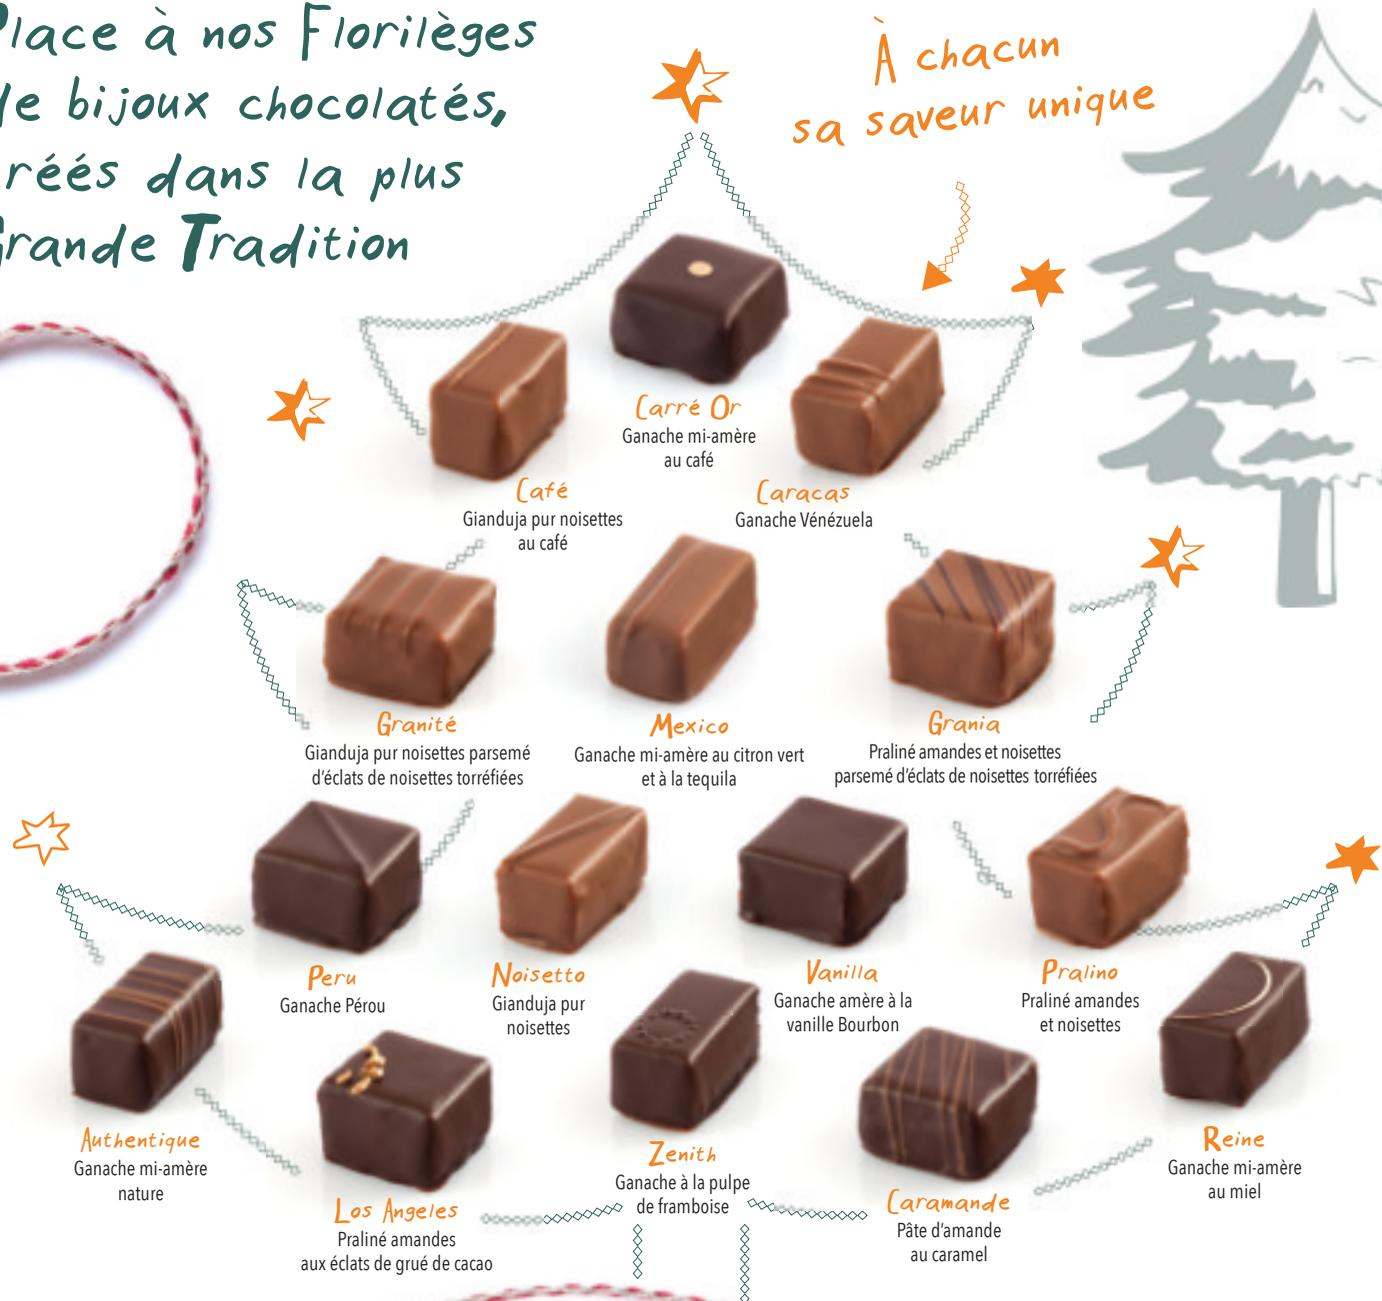 Place à nos Florilèges
de bijoux chocolatés,
réés dans la plus
Grande Tradition
À chacun
sa saveur unique
Carré Or
Ganache mi-amère
au café
Café
Gianduja pur noisettes
au café
Caracas
Ganache Vénézuela
Granité
Gianduja pur noisettes parsemé
d'éclats de noisettes torréfiées
Mexico
Ganache mi-amère au citron vert
et à la tequila
Grania
Praliné amandes et noisettes
parsemé d'éclats de noisettes torréfiées
Peru
Ganache Pérou
Noisetto
Gianduja pur
noisettes
Vanilla
Ganache amère à la
vanille Bourbon
Pralino
Praliné amandes
et noisettes
Authentique
Ganache mi-amère
nature
Los Angeles
Praliné amandes
aux éclats de grué de cacao
Zenith
Ganache à la pulpe
de framboise
Caramande
Pâte d'amande
au caramel
Reine
Ganache mi-amère
au miel